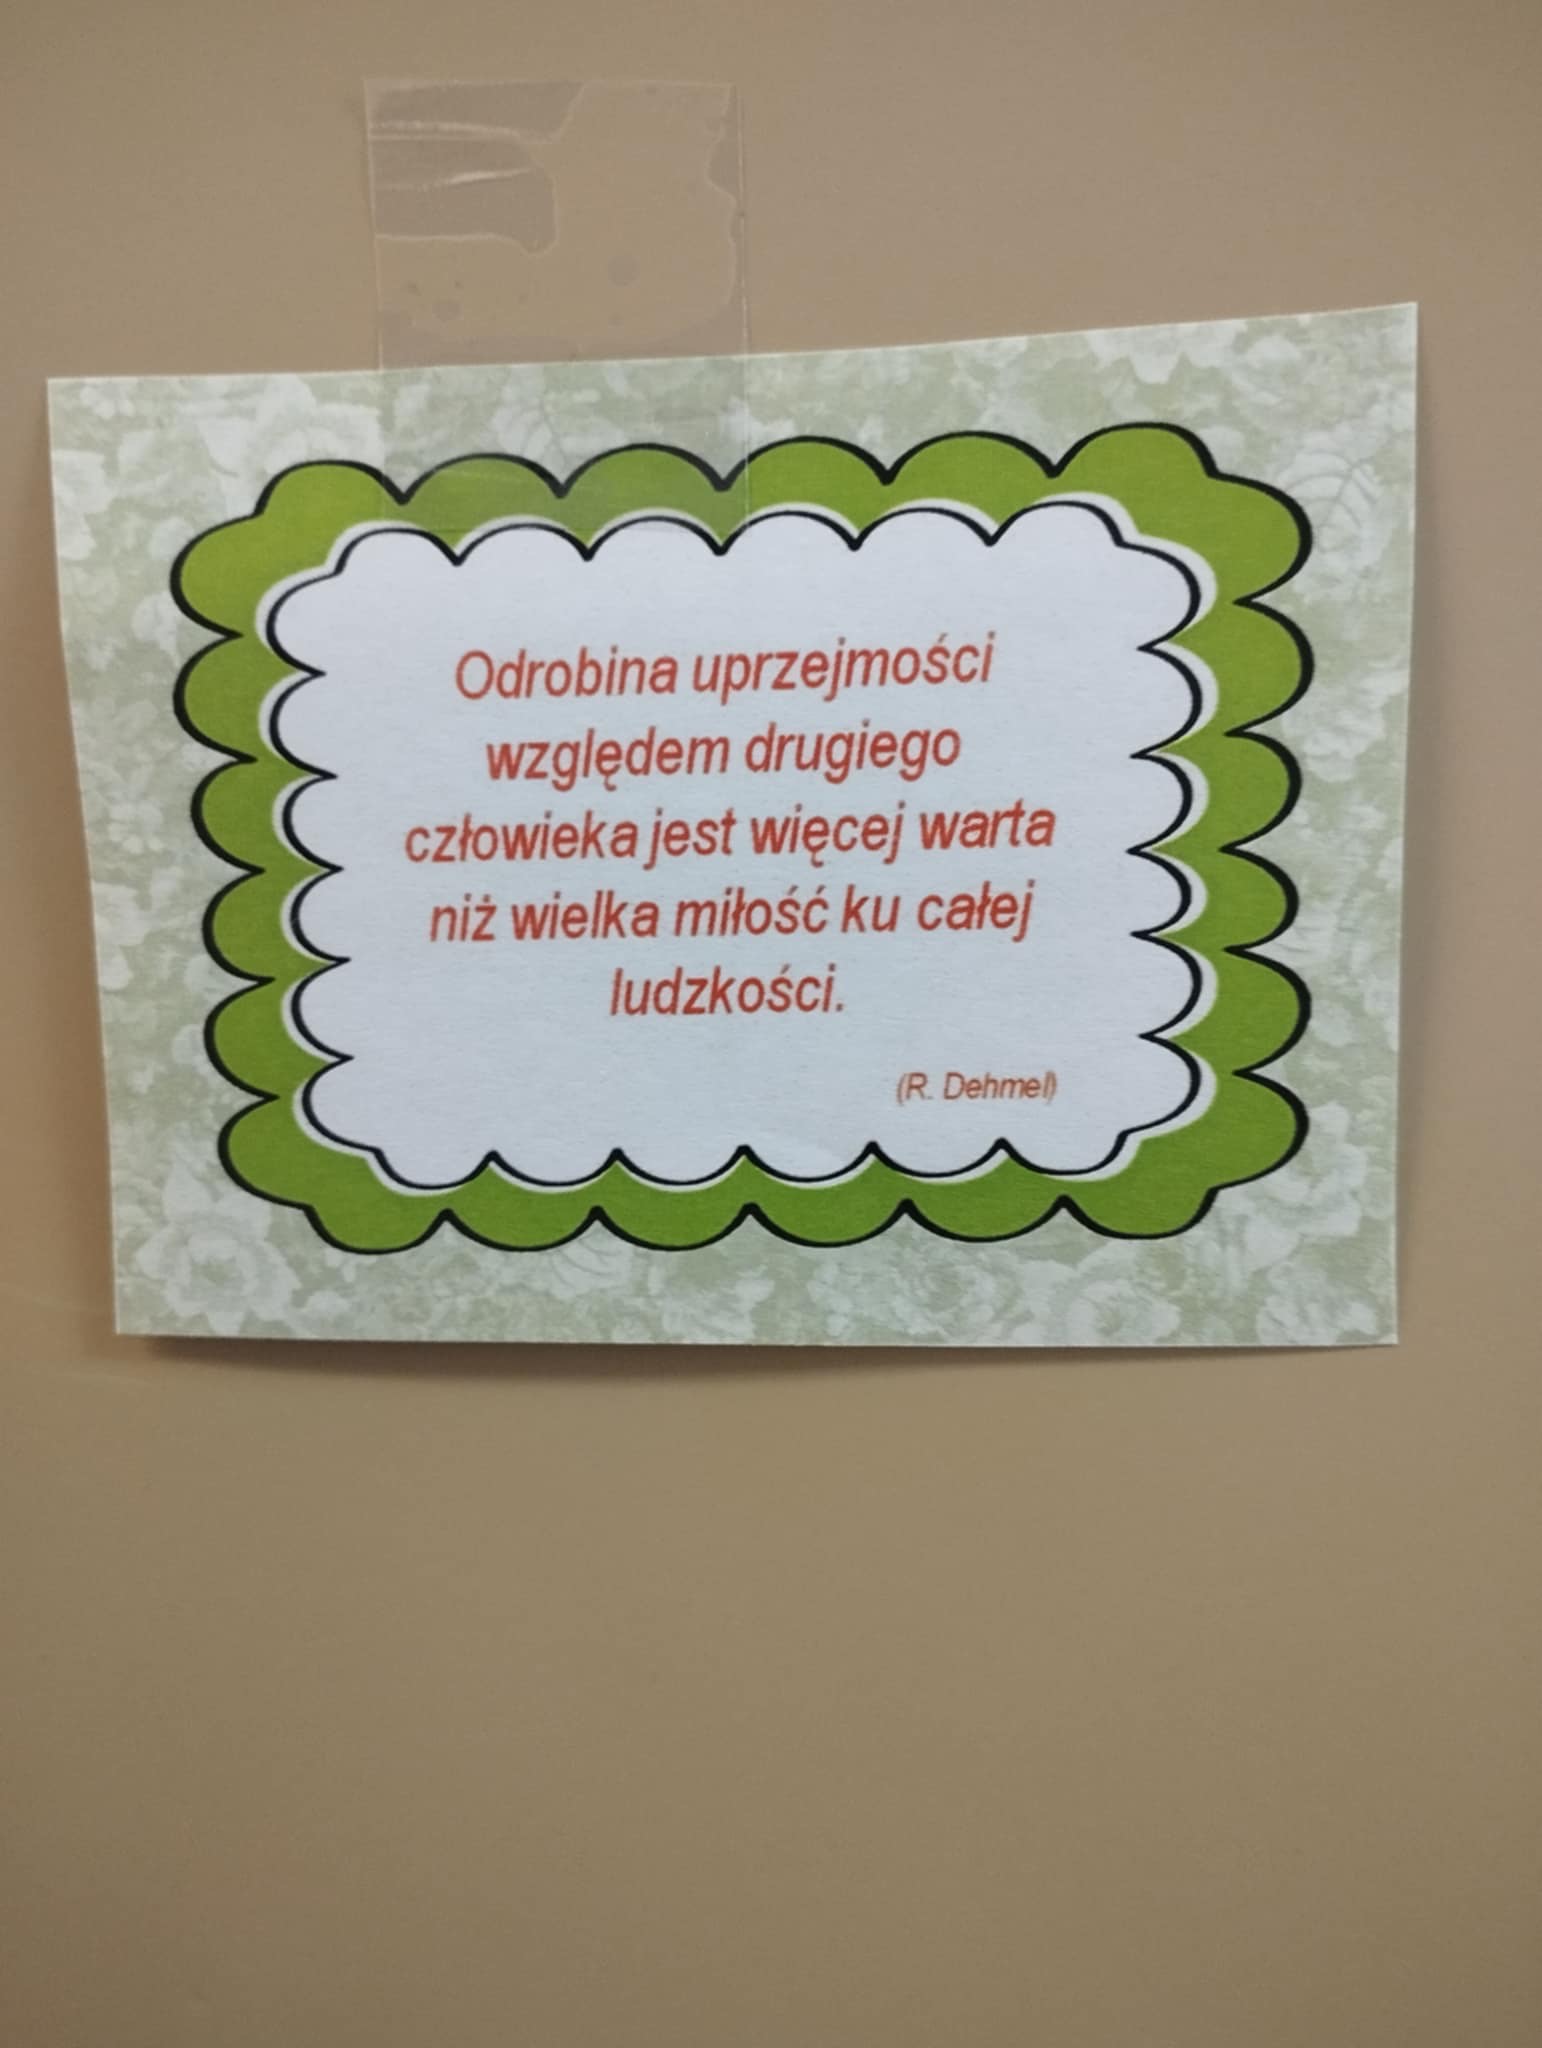 Odrobina uprzejmości
względem drugiego
człowieka jest więcej warta
niż wielka miłość ku całej
ludzkości.
(R. Dehmel)